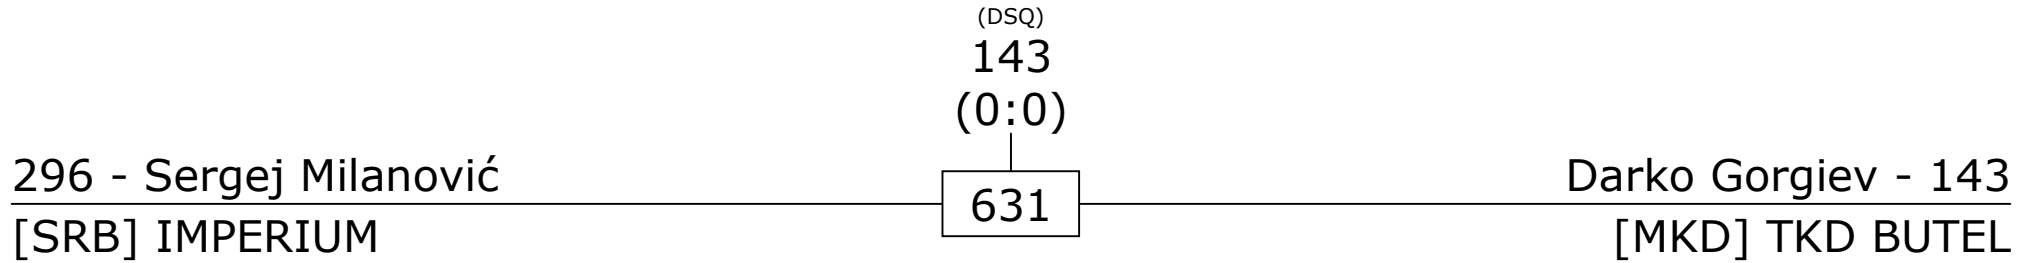 (DSQ)
143
(0:0)
296 - Sergej Milanović
Darko Gorgiev - 143
631
[SRB] IMPERIUM
[MKD] TKD BUTEL